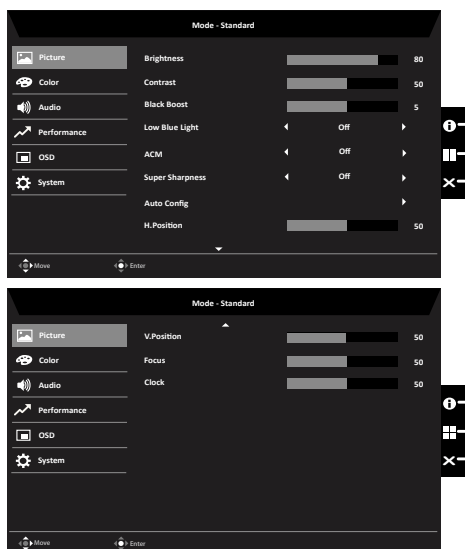 Mode - Standard
Picture
Color
Audio
Performance
OSD
System
Brightness 80
Contrast 50
Black Boost 5
Low Blue Light Off
ACM Off
Super Sharpness Off
Auto Config
H.Position 50
Move Enter
Mode - Standard
Picture
Color
Audio
Performance
OSD
System
V.Position 50
Focus 50
Clock 50
Move Enter